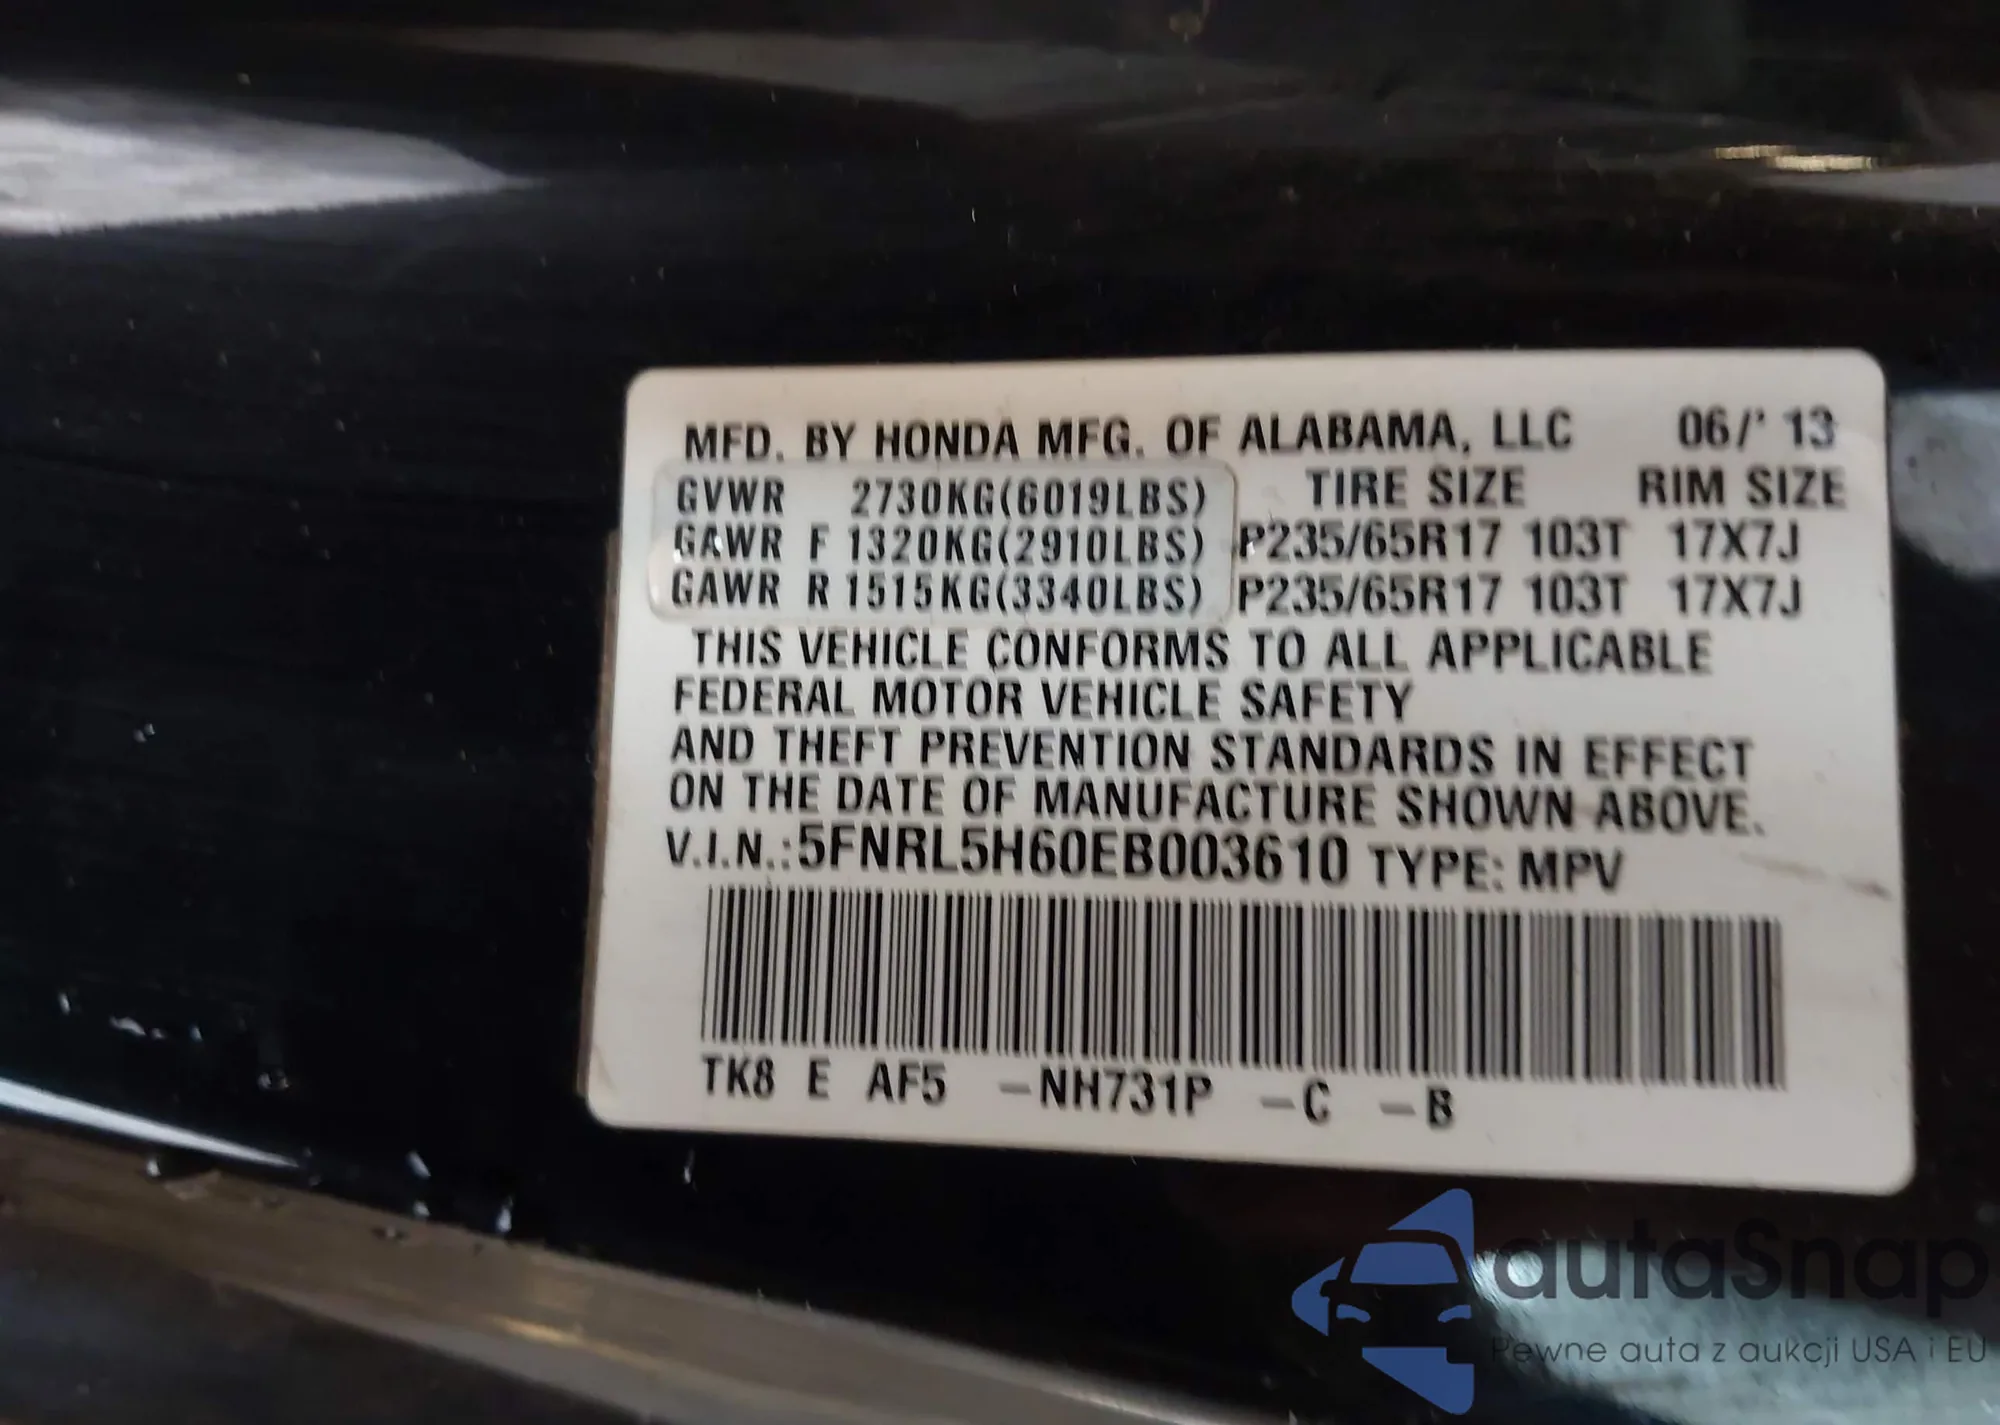 MFD. BY HONDA MFG. OF ALABAMA, LLC 06/'13
GVWR 2730KG(6019LBS) TIRE SIZE RIM SIZE
GAWR F 1320KG(2910LBS) P235/65R17 103T 17X7J
GAWR R 1515KG(3340LBS) P235/65R17 103T 17X7J
THIS VEHICLE CONFORMS TO ALL APPLICABLE
FEDERAL MOTOR VEHICLE SAFETY
AND THEFT PREVENTION STANDARDS IN EFFECT
ON THE DATE OF MANUFACTURE SHOWN ABOVE.
V.I.N.:5FNRL5H60EB003610 TYPE: MPV
TK8 E AF5 -NH731P -C -B
autaSnap
Pewne auta z aukcji USA i EU